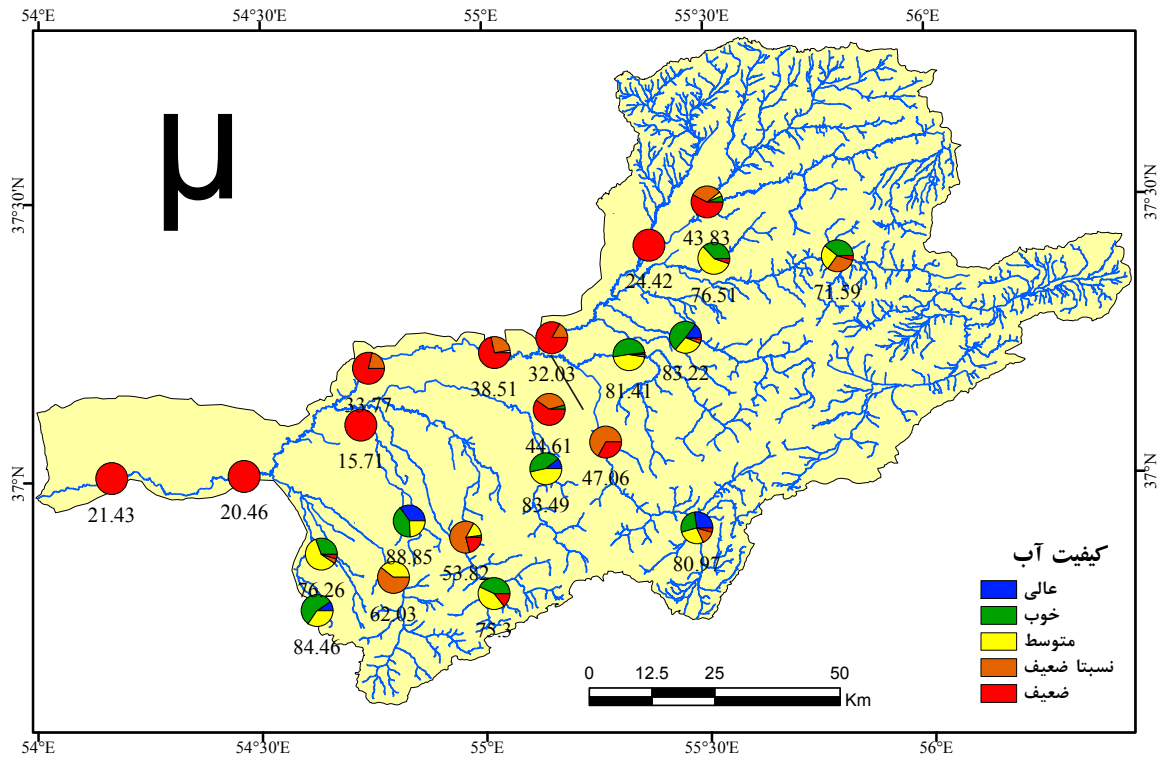 54°E 54°30'E 55°E 55°30'E 56°E
µ
37°30'N 37°30'N
43.83
24.42 76.51 71.59
83.22
38.51 32.03 81.41
33.77
44.61
15.71 47.06
83.49
37°N 37°N
21.43 20.46
88.85 53.82 80.97
76.26
62.03 75.3
84.46
کیفیت آب
عالی
خوب
متوسط
نسبتا ضعیف
ضعیف
0 12.5 25 50
Km
54°E 54°30'E 55°E 55°30'E 56°E